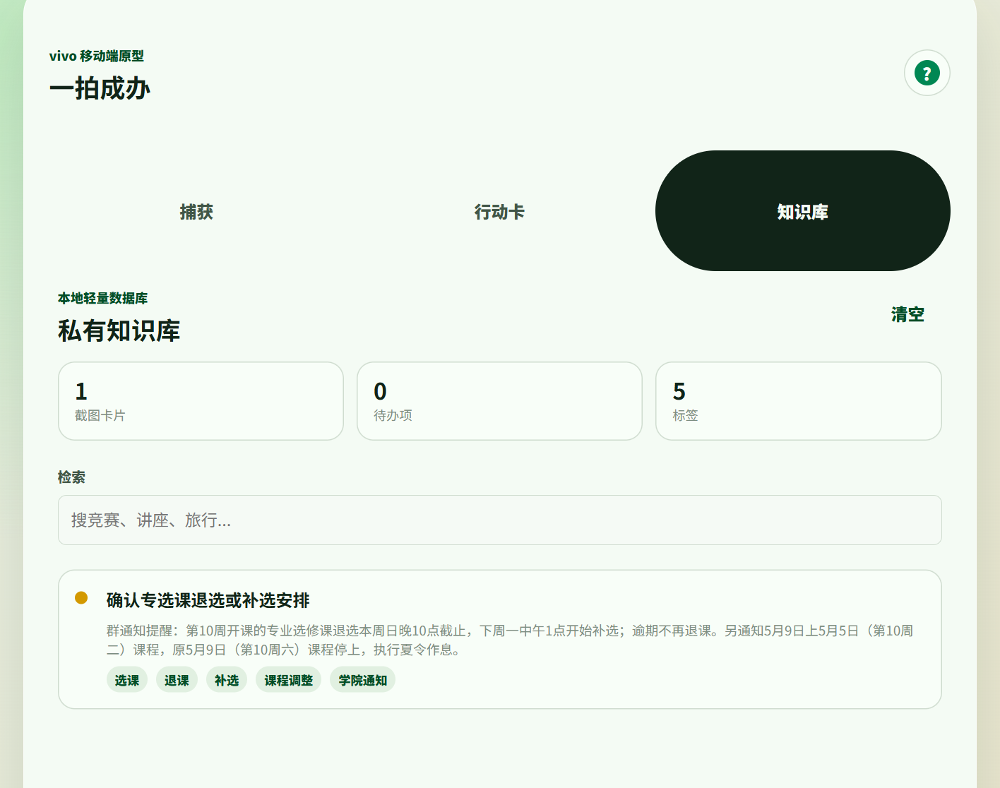 vivo 移动端原型
一拍成办
?
捕获
行动卡
知识库
本地轻量数据库
私有知识库
清空
1
截图卡片
0
待办项
5
标签
检索
搜竞赛、讲座、旅行...
确认专选课退选或补选安排
群通知提醒：第10周开课的专业选修课退选本周日晚10点截止，下周一中午1点开始补选；逾期不再退课。另通知5月9日上5月5日（第10周
二）课程，原5月9日（第10周六）课程停上，执行夏令作息。
选课
退课
补选
课程调整
学院通知